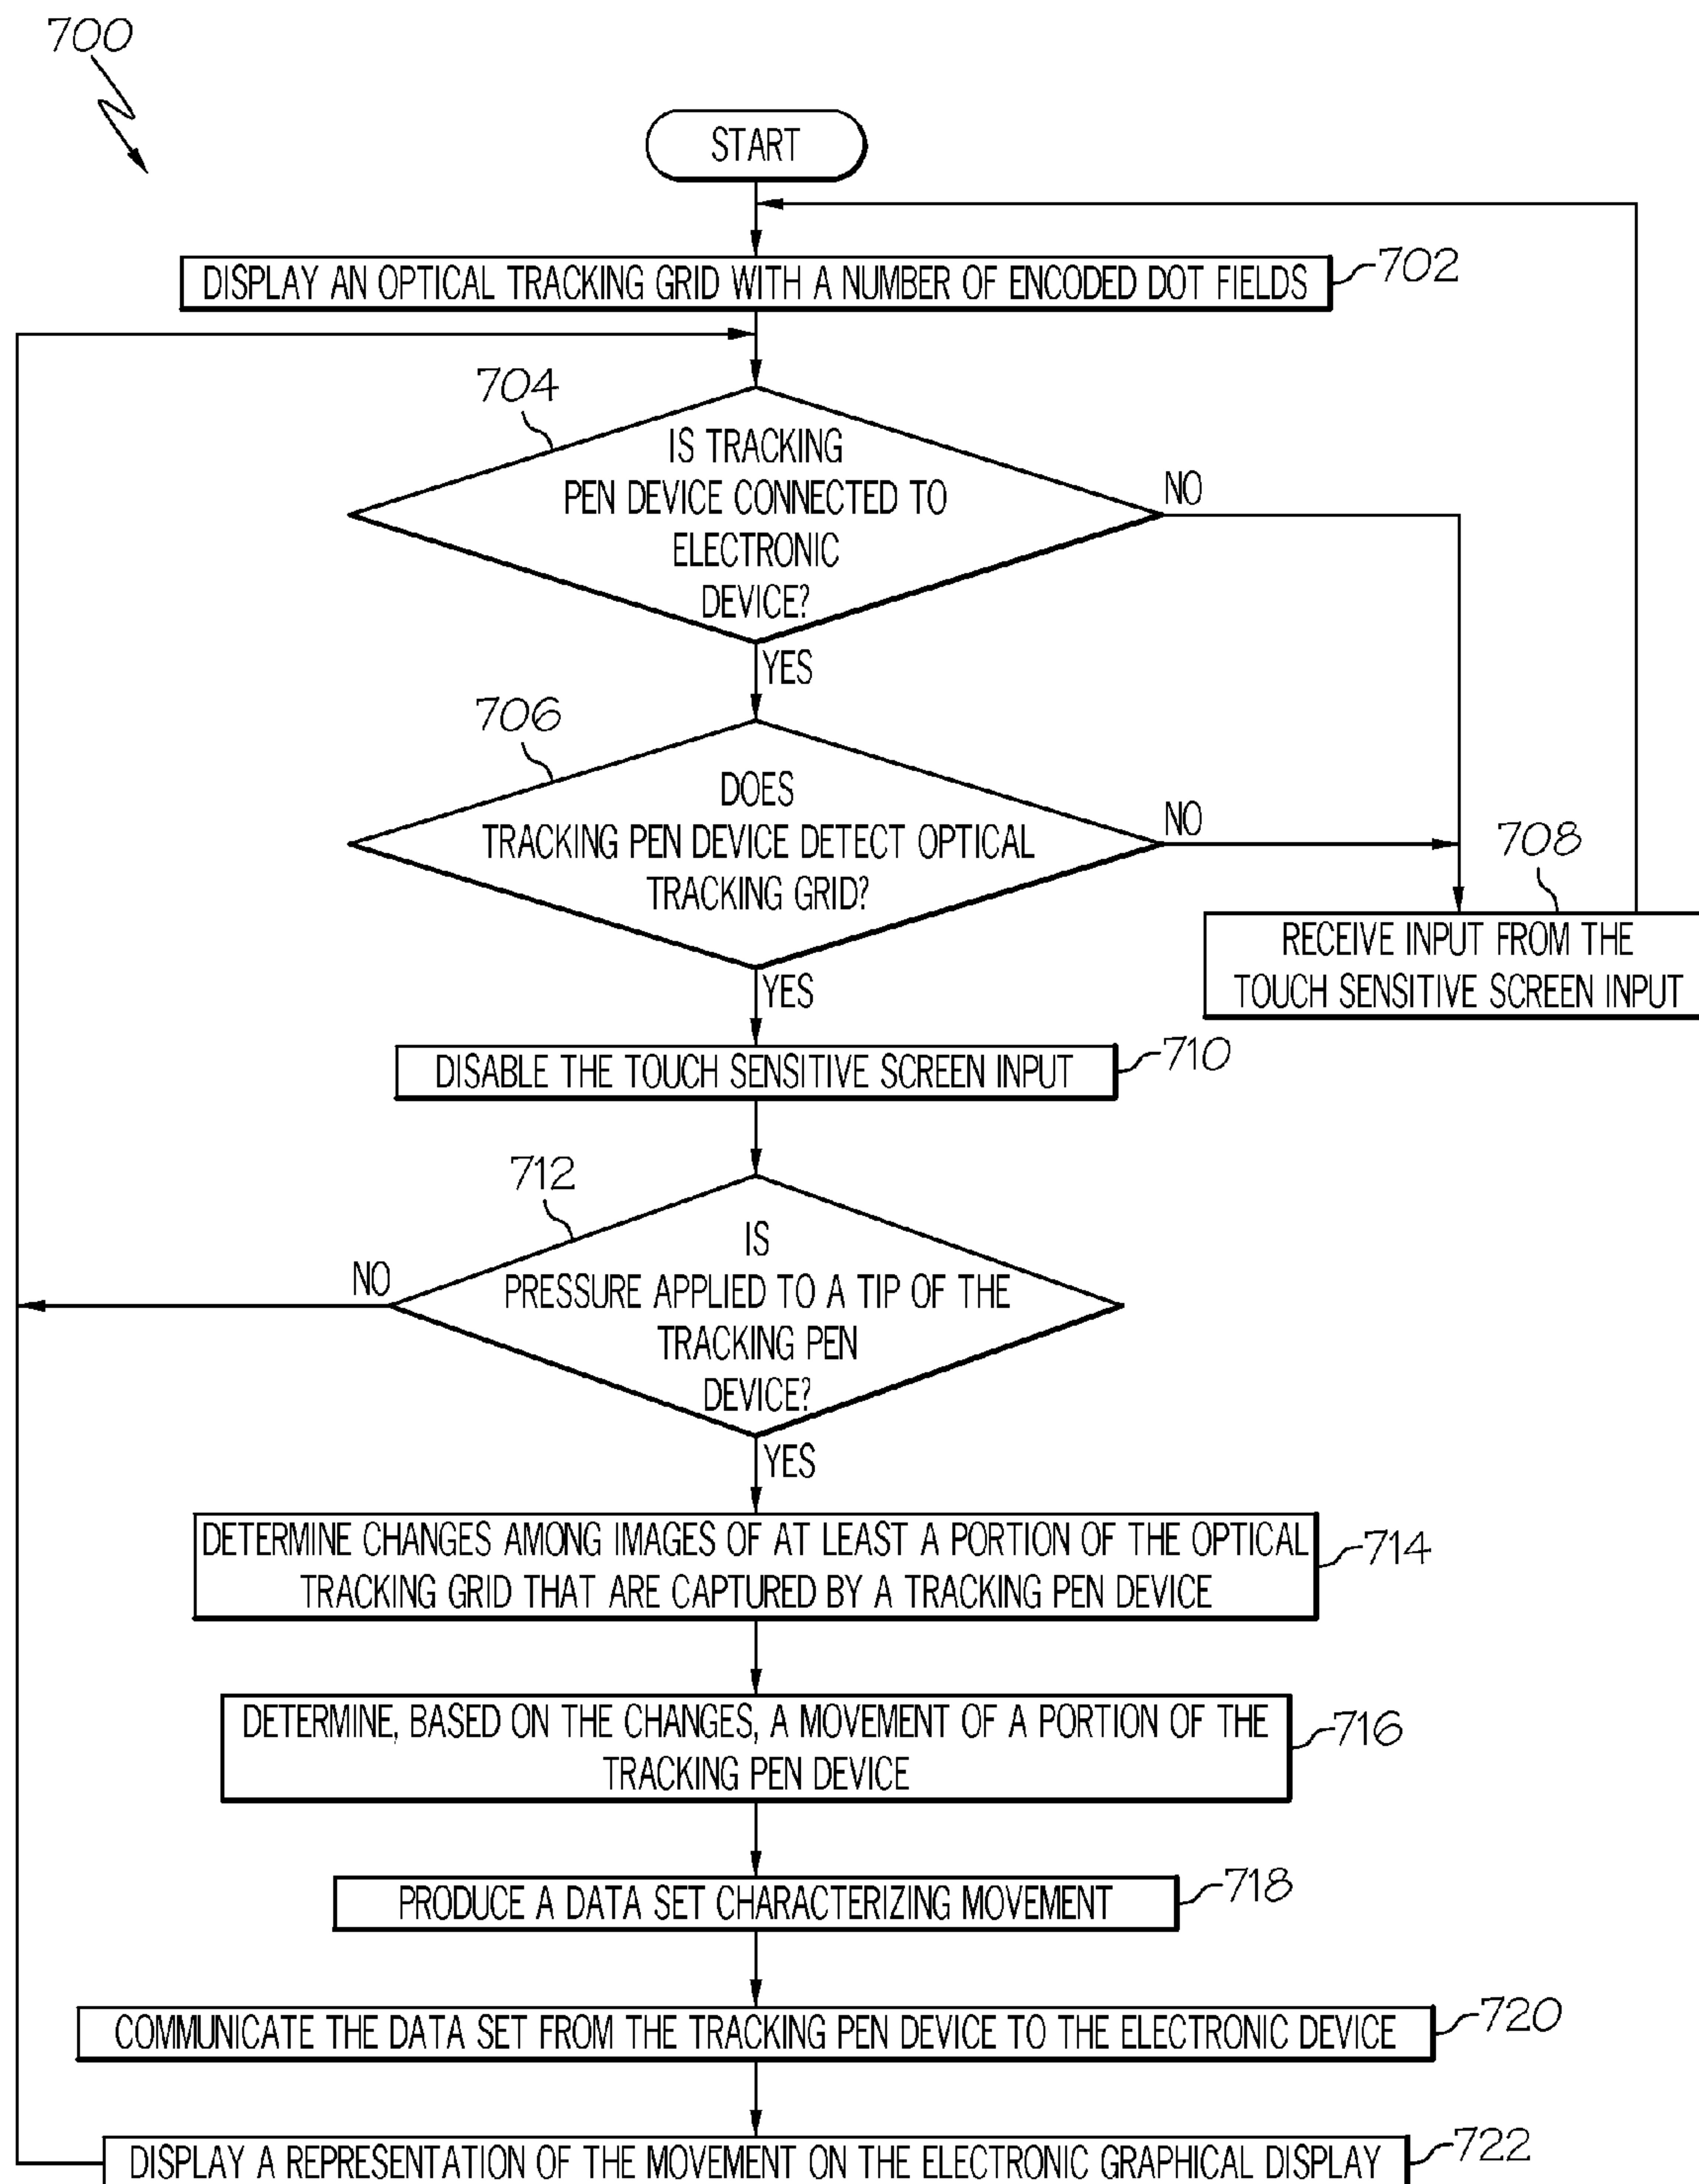 700
START
DISPLAY AN OPTICAL TRACKING GRID WITH A NUMBER OF ENCODED DOT FIELDS
702
704
IS TRACKING
PEN DEVICE CONNECTED TO
ELECTRONIC
DEVICE?
NO
YES
706
DOES
TRACKING PEN DEVICE DETECT OPTICAL
TRACKING GRID?
NO
YES
708
RECEIVE INPUT FROM THE
TOUCH SENSITIVE SCREEN INPUT
DISABLE THE TOUCH SENSITIVE SCREEN INPUT
710
712
IS
PRESSURE APPLIED TO A TIP OF THE
TRACKING PEN
DEVICE?
NO
YES
DETERMINE CHANGES AMONG IMAGES OF AT LEAST A PORTION OF THE OPTICAL
TRACKING GRID THAT ARE CAPTURED BY A TRACKING PEN DEVICE
714
DETERMINE, BASED ON THE CHANGES, A MOVEMENT OF A PORTION OF THE
TRACKING PEN DEVICE
716
PRODUCE A DATA SET CHARACTERIZING MOVEMENT
718
COMMUNICATE THE DATA SET FROM THE TRACKING PEN DEVICE TO THE ELECTRONIC DEVICE
720
DISPLAY A REPRESENTATION OF THE MOVEMENT ON THE ELECTRONIC GRAPHICAL DISPLAY
722